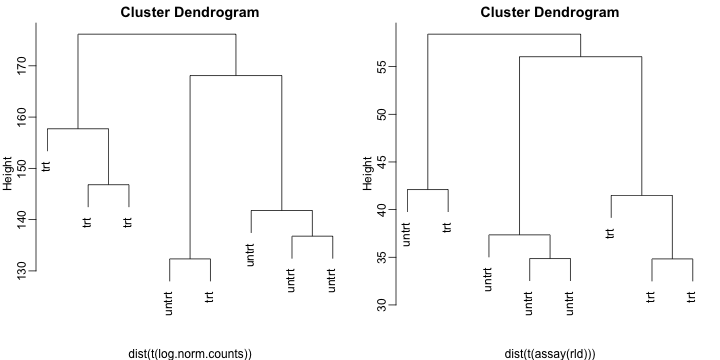 Cluster Dendrogram
Height
170
160
150
140
130
trt
trt
trt
untrt
trt
untrt
untrt
untrt
dist(t(log.norm.counts))
Cluster Dendrogram
Height
55
50
45
40
35
30
untrt
trt
untrt
untrt
untrt
trt
trt
trt
dist(t(assay(rld)))